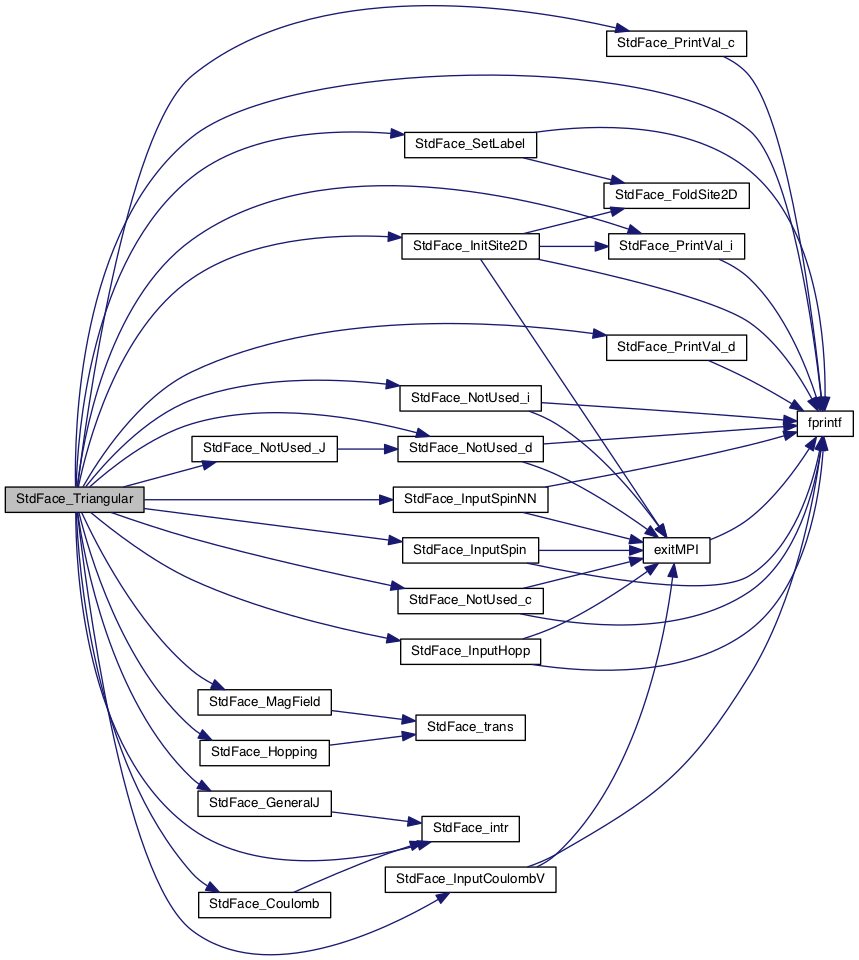 StdFace_PrintVal_c
StdFace_SetLabel
StdFace_FoldSite2D
StdFace_InitSite2D
StdFace_PrintVal_i
StdFace_PrintVal_d
StdFace_NotUsed_i
fprintf
StdFace_NotUsed_J
StdFace_NotUsed_d
StdFace_Triangular
StdFace_InputSpinNN
StdFace_InputSpin
exitMPI
StdFace_NotUsed_c
StdFace_InputHopp
StdFace_MagField
StdFace_trans
StdFace_Hopping
StdFace_GeneralJ
StdFace_intr
StdFace_InputCoulombV
StdFace_Coulomb